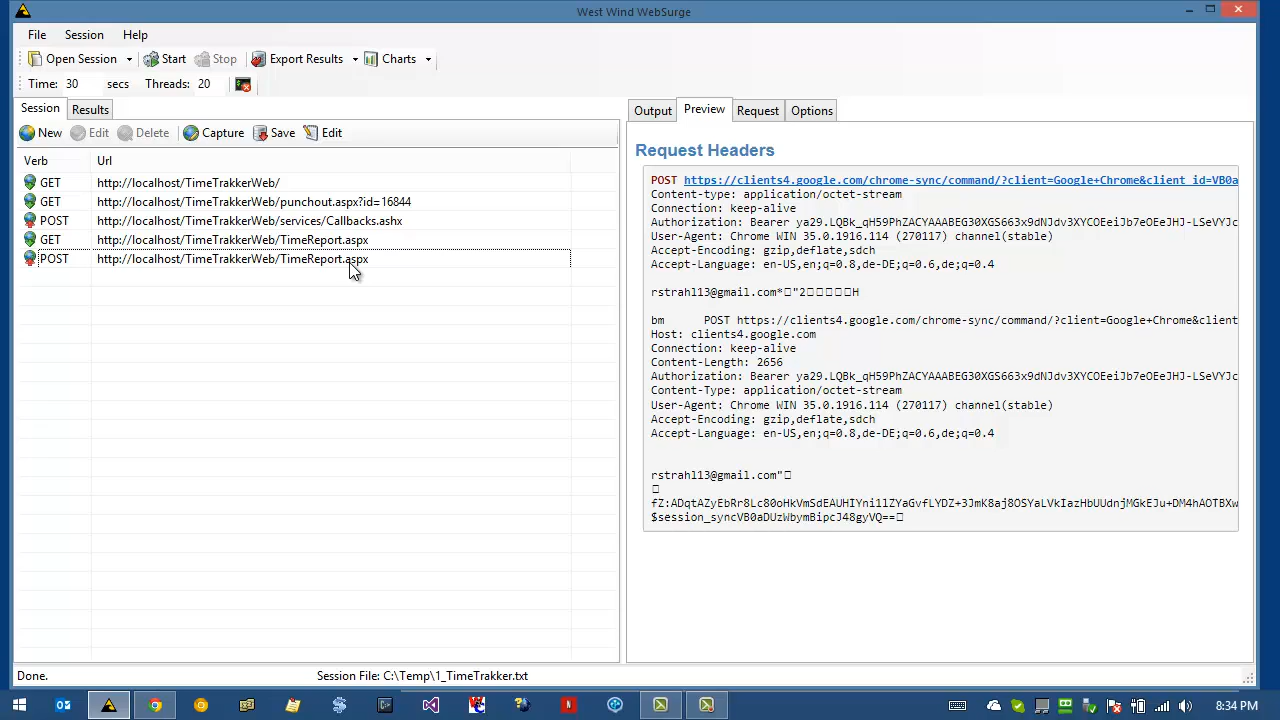 West Wind WebSurge
File Session Help
Open Session Start Stop Export Results Charts
Time: 30 secs Threads: 20
Session Results
New Edit Delete Capture Save Edit
Verb Url
GET http://localhost/TimeTrakkerWeb/
GET http://localhost/TimeTrakkerWeb/punchout.aspx?id=16844
POST http://localhost/TimeTrakkerWeb/services/Callbacks.ashx
GET http://localhost/TimeTrakkerWeb/TimeReport.aspx
POST http://localhost/TimeTrakkerWeb/TimeReport.aspx
Output Preview Request Options
Request Headers
POST https://clients4.google.com/chrome-sync/command/?client=Google+Chrome&client_id=VB0a
Content-type: application/octet-stream
Connection: keep-alive
Authorization: Bearer
User-Agent: Chrome WIN 35.0.1916.114 (270117) channel(stable)
Accept-Encoding: gzip,deflate,sdch
Accept-Language: en-US,en;q=0.8,de-DE;q=0.6,de;q=0.4
rstrahl13@gmail.com*□"2□□□□□H
bm POST https://clients4.google.com/chrome-sync/command/?client=Google+Chrome&client
Host: clients4.google.com
Connection: keep-alive
Content-Length: 2656
Authorization: Bearer
Content-Type: application/octet-stream
User-Agent: Chrome WIN 35.0.1916.114 (270117) channel(stable)
Accept-Encoding: gzip,deflate,sdch
Accept-Language: en-US,en;q=0.8,de-DE;q=0.6,de;q=0.4
rstrahl13@gmail.com"□
□
$session_syncVB0aDUzWbymBipcJ48gyVQ==□
Done. Session File: C:\Temp\1_TimeTrakker.txt
8:34 PM